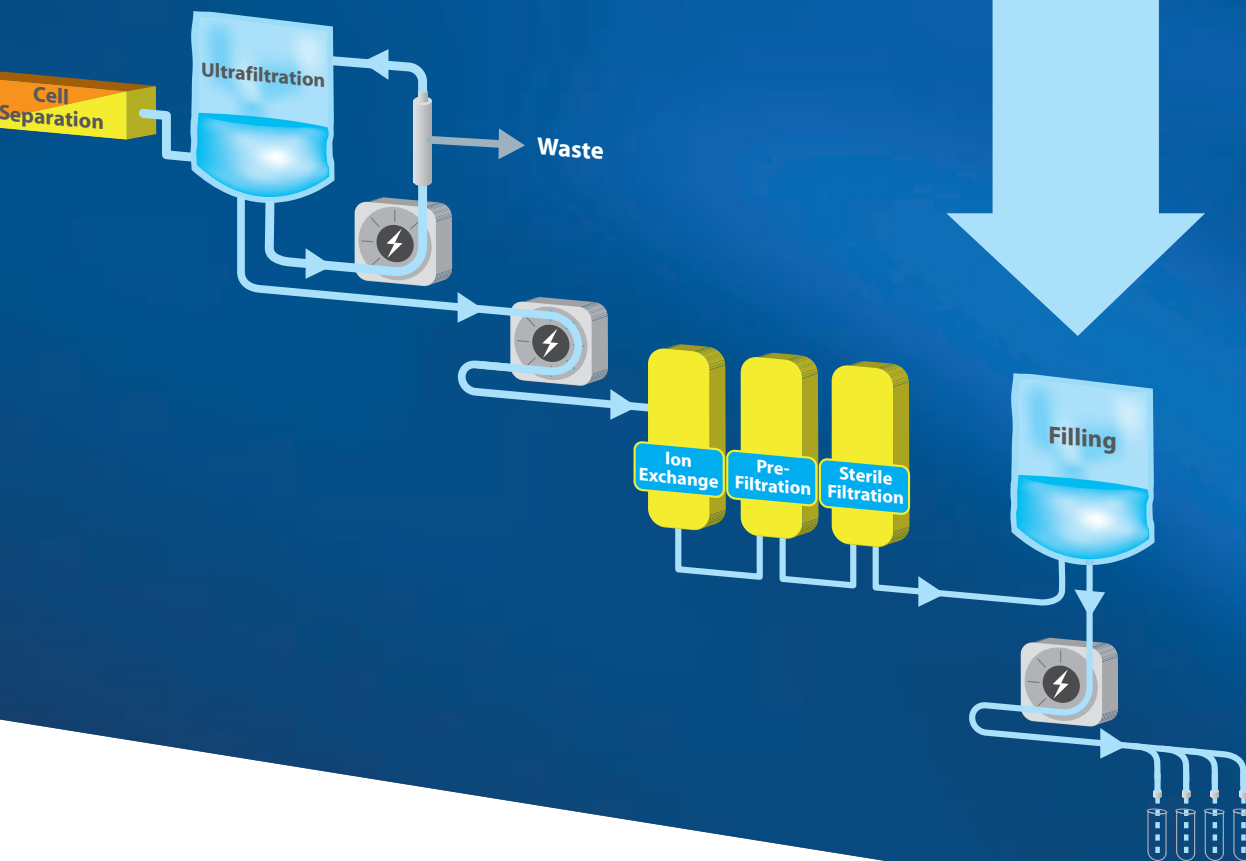 Cell
Separation
Ultrafiltration
Waste
Ion
Exchange
Pre-
Filtration
Sterile
Filtration
Filling